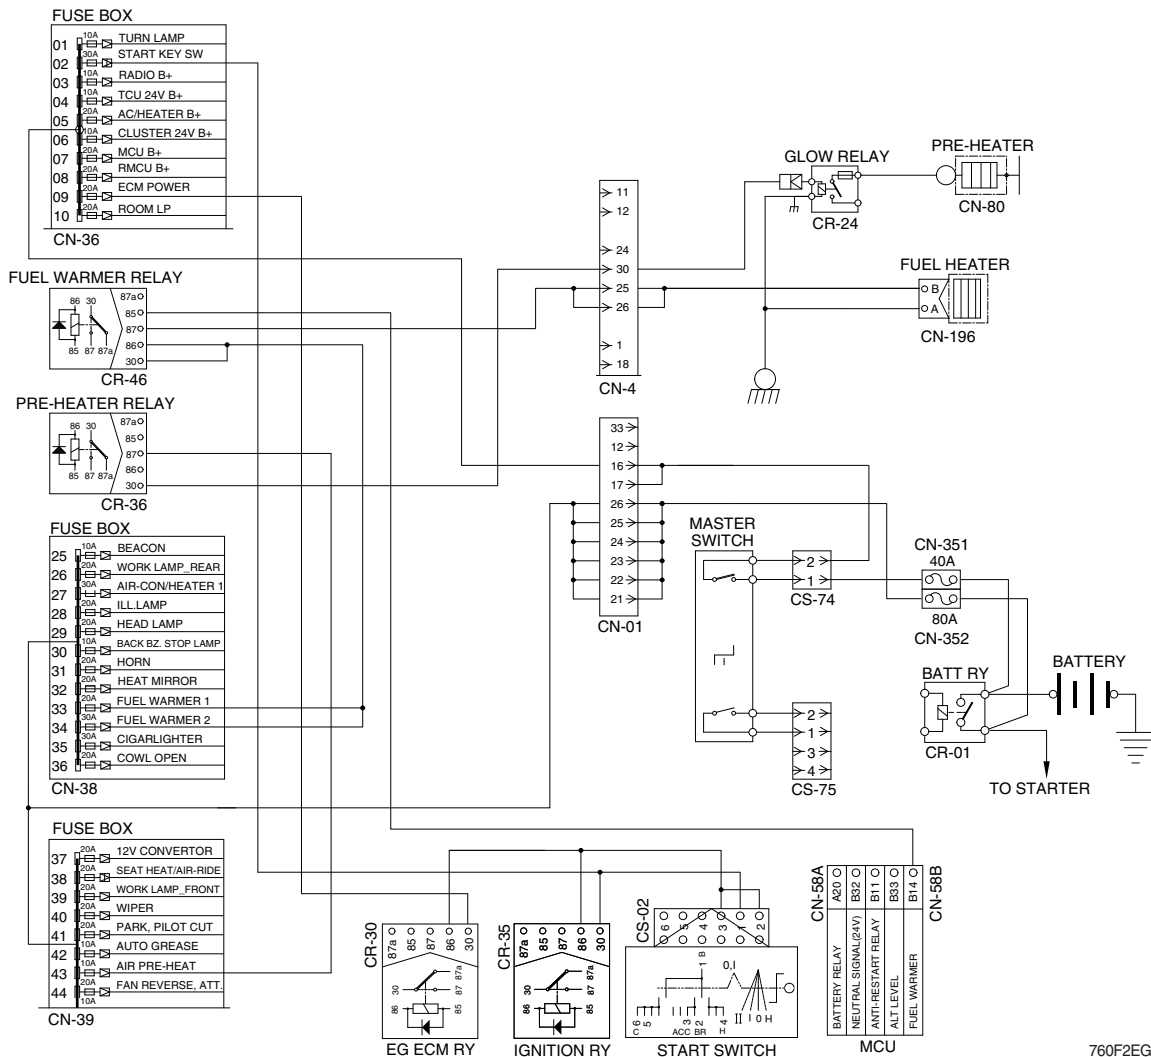 FUSE BOX
01 10A TURN LAMP
02 30A START KEY SW
03 10A RADIO B+
04 10A TCU 24V B+
05 20A AC/HEATER B+
06 10A CLUSTER 24V B+
07 20A MCU B+
08 20A RMCU B+
09 20A ECM POWER
10 20A ROOM LP
CN-36
FUEL WARMER RELAY
86 30
85 87 87a
87a
85
87
86
30
CR-46
PRE-HEATER RELAY
86 30
85 87 87a
87a
85
87
86
30
CR-36
FUSE BOX
25 10A BEACON
26 20A WORK LAMP_REAR
27 30A AIR-CON/HEATER 1
28 20A ILL.LAMP
29 20A HEAD LAMP
30 10A BACK BZ. STOP LAMP
31 20A HORN
32 20A HEAT MIRROR
33 20A FUEL WARMER 1
34 30A FUEL WARMER 2
35 30A CIGARLIGHTER
36 20A COWL OPEN
CN-38
FUSE BOX
37 20A 12V CONVERTOR
38 20A SEAT HEAT/AIR-RIDE
39 20A WORK LAMP_FRONT
40 20A WIPER
41 20A PARK, PILOT CUT
42 10A AUTO GREASE
43 10A AIR PRE-HEAT
44 20A FAN REVERSE, ATT.
10A
CN-39
11
12
24
30
25
26
1
18
CN-4
GLOW RELAY
CR-24
PRE-HEATER
CN-80
FUEL HEATER
B
A
CN-196
33
12
16
17
26
25
24
23
22
21
CN-01
MASTER
SWITCH
2
1
CS-74
2
1
3
4
CS-75
CN-351
40A
80A
CN-352
BATT RY
CR-01
BATTERY
TO STARTER
CR-30
87a
85
87
86
30
87a
30 87
86 85
EG ECM RY
CR-35
87a
85
87
86
30
87a
30 87
86 85
IGNITION RY
CS-02
6
5
4
3
1
2
1 B
0,I
II I 0 H
6 5 3 2 4
C ACC BR H
START SWITCH
CN-58A
A20 BATTERY RELAY
B32 NEUTRAL SIGNAL(24V)
B11 ANTI-RESTART RELAY
B33 ALT LEVEL
B14 FUEL WARMER
CN-58B
MCU
760F2EG